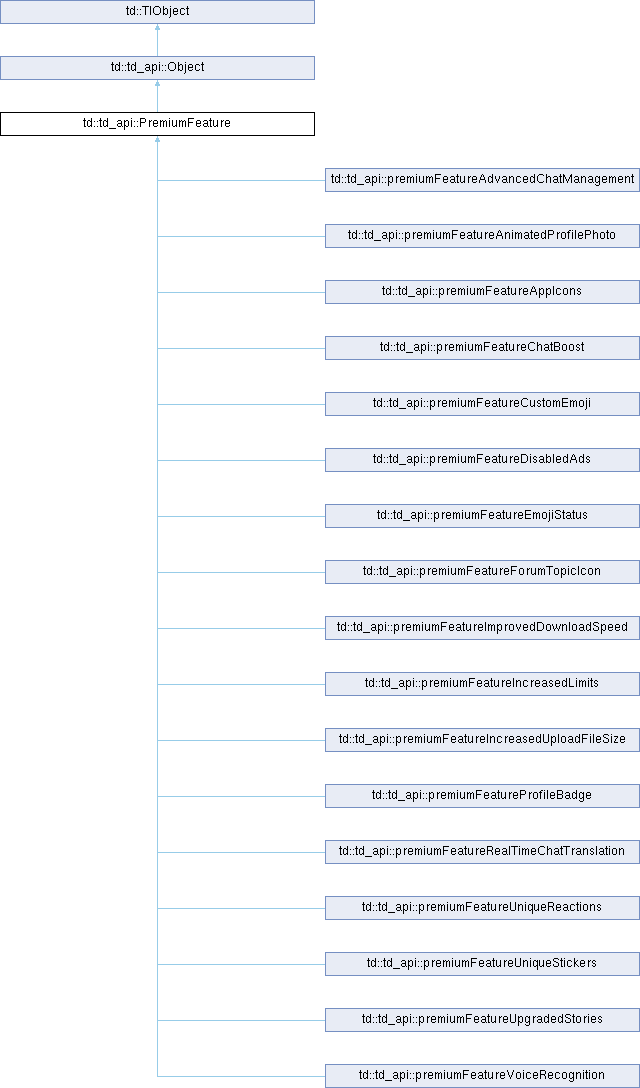 td::TlObject
td::td_api::Object
td::td_api::PremiumFeature
td::td_api::premiumFeatureAdvancedChatManagement
td::td_api::premiumFeatureAnimatedProfilePhoto
td::td_api::premiumFeatureAppIcons
td::td_api::premiumFeatureChatBoost
td::td_api::premiumFeatureCustomEmoji
td::td_api::premiumFeatureDisabledAds
td::td_api::premiumFeatureEmojiStatus
td::td_api::premiumFeatureForumTopicIcon
td::td_api::premiumFeatureImprovedDownloadSpeed
td::td_api::premiumFeatureIncreasedLimits
td::td_api::premiumFeatureIncreasedUploadFileSize
td::td_api::premiumFeatureProfileBadge
td::td_api::premiumFeatureRealTimeChatTranslation
td::td_api::premiumFeatureUniqueReactions
td::td_api::premiumFeatureUniqueStickers
td::td_api::premiumFeatureUpgradedStories
td::td_api::premiumFeatureVoiceRecognition